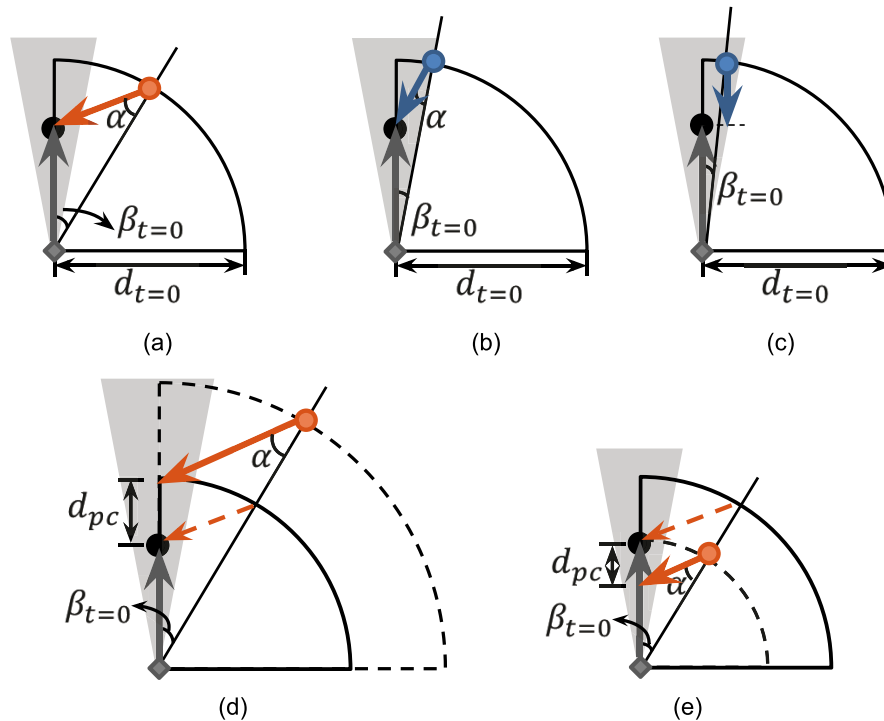 α
α
β_{t=0}
β_{t=0}
β_{t=0}
d_{t=0}
d_{t=0}
d_{t=0}
(a)
(b)
(c)
α
d_{pc}
β_{t=0}
(d)
d_{pc}
α
β_{t=0}
(e)